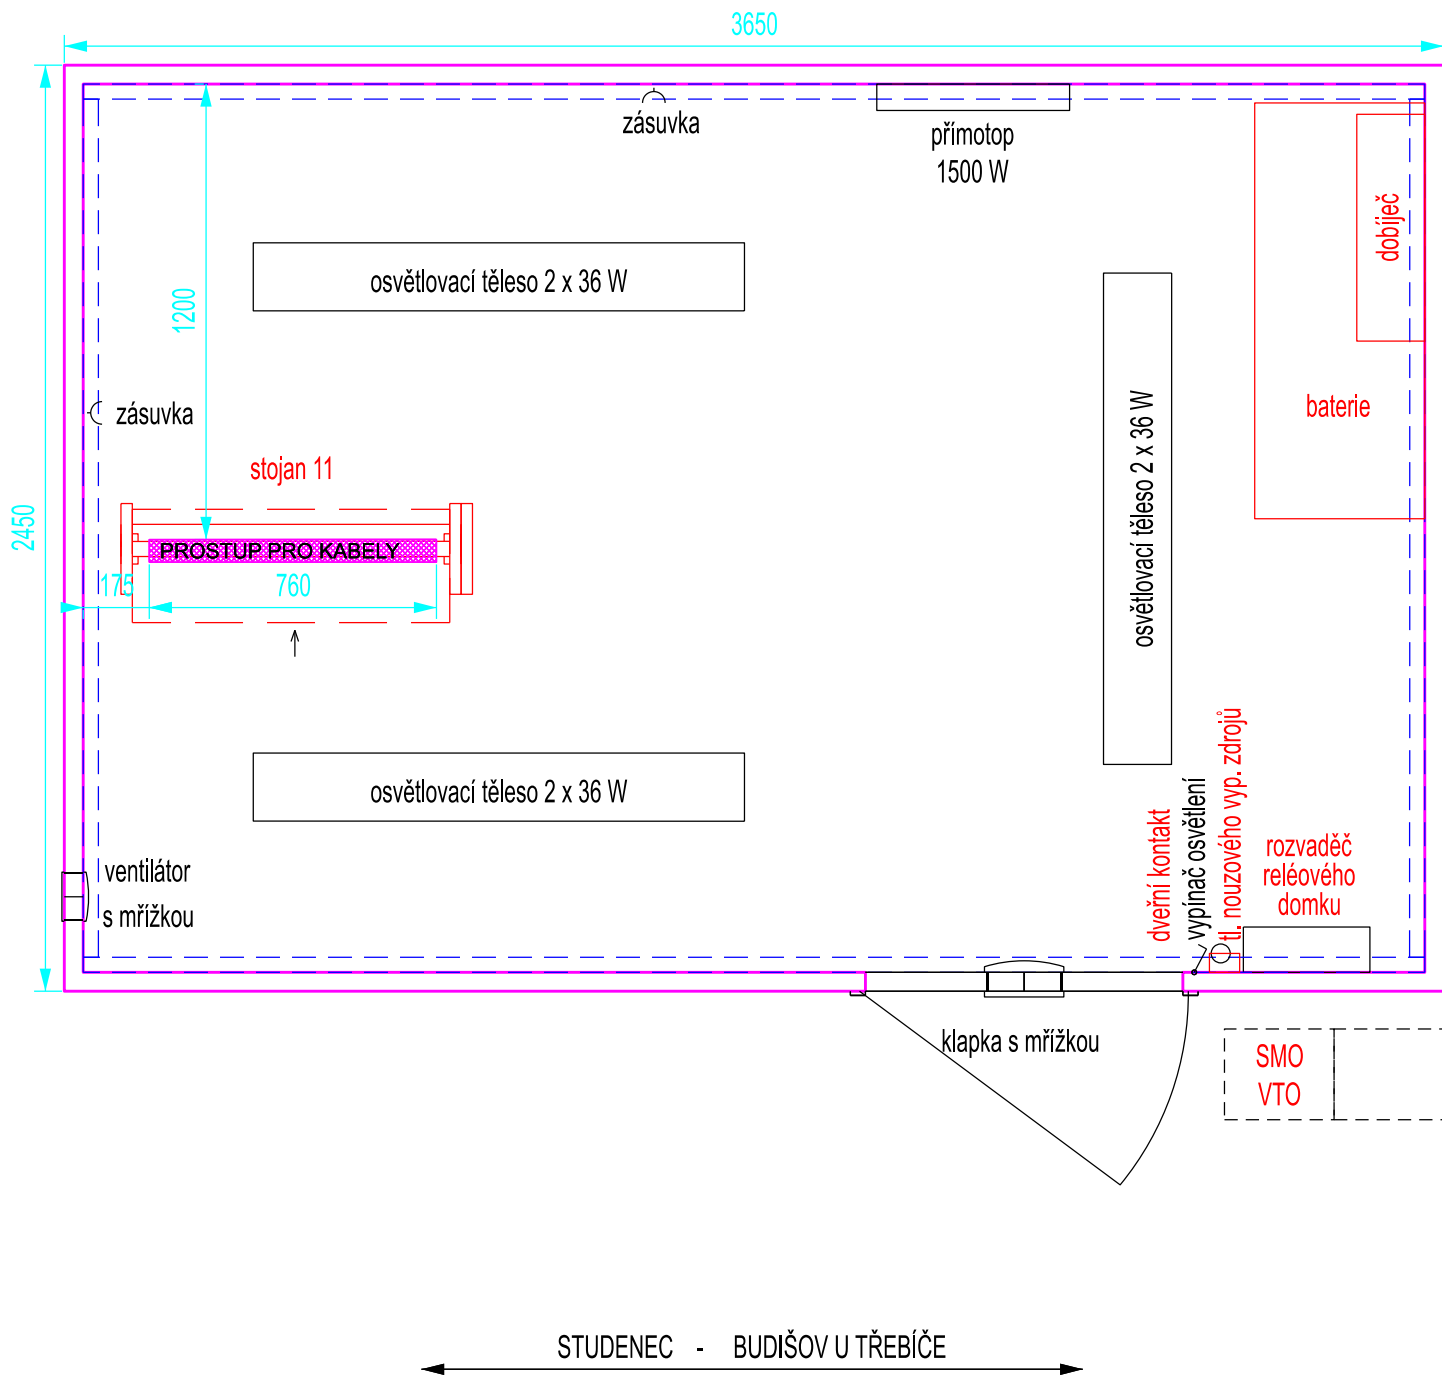 3650
zásuvka
přímotop
1500 W
dobíječ
osvětlovací těleso 2 x 36 W
1200
baterie
zásuvka
osvětlovací těleso 2 x 36 W
stojan 11
2450
PROSTUP PRO KABELY
175
760
osvětlovací těleso 2 x 36 W
dveřní kontakt
vypínač osvětlení
tl. nouzového vyp. zdrojů
rozvaděč
reléového
domku
ventilátor
s mřížkou
klapka s mřížkou
SMO
VTO
STUDENEC - BUDIŠOV U TŘEBÍČE